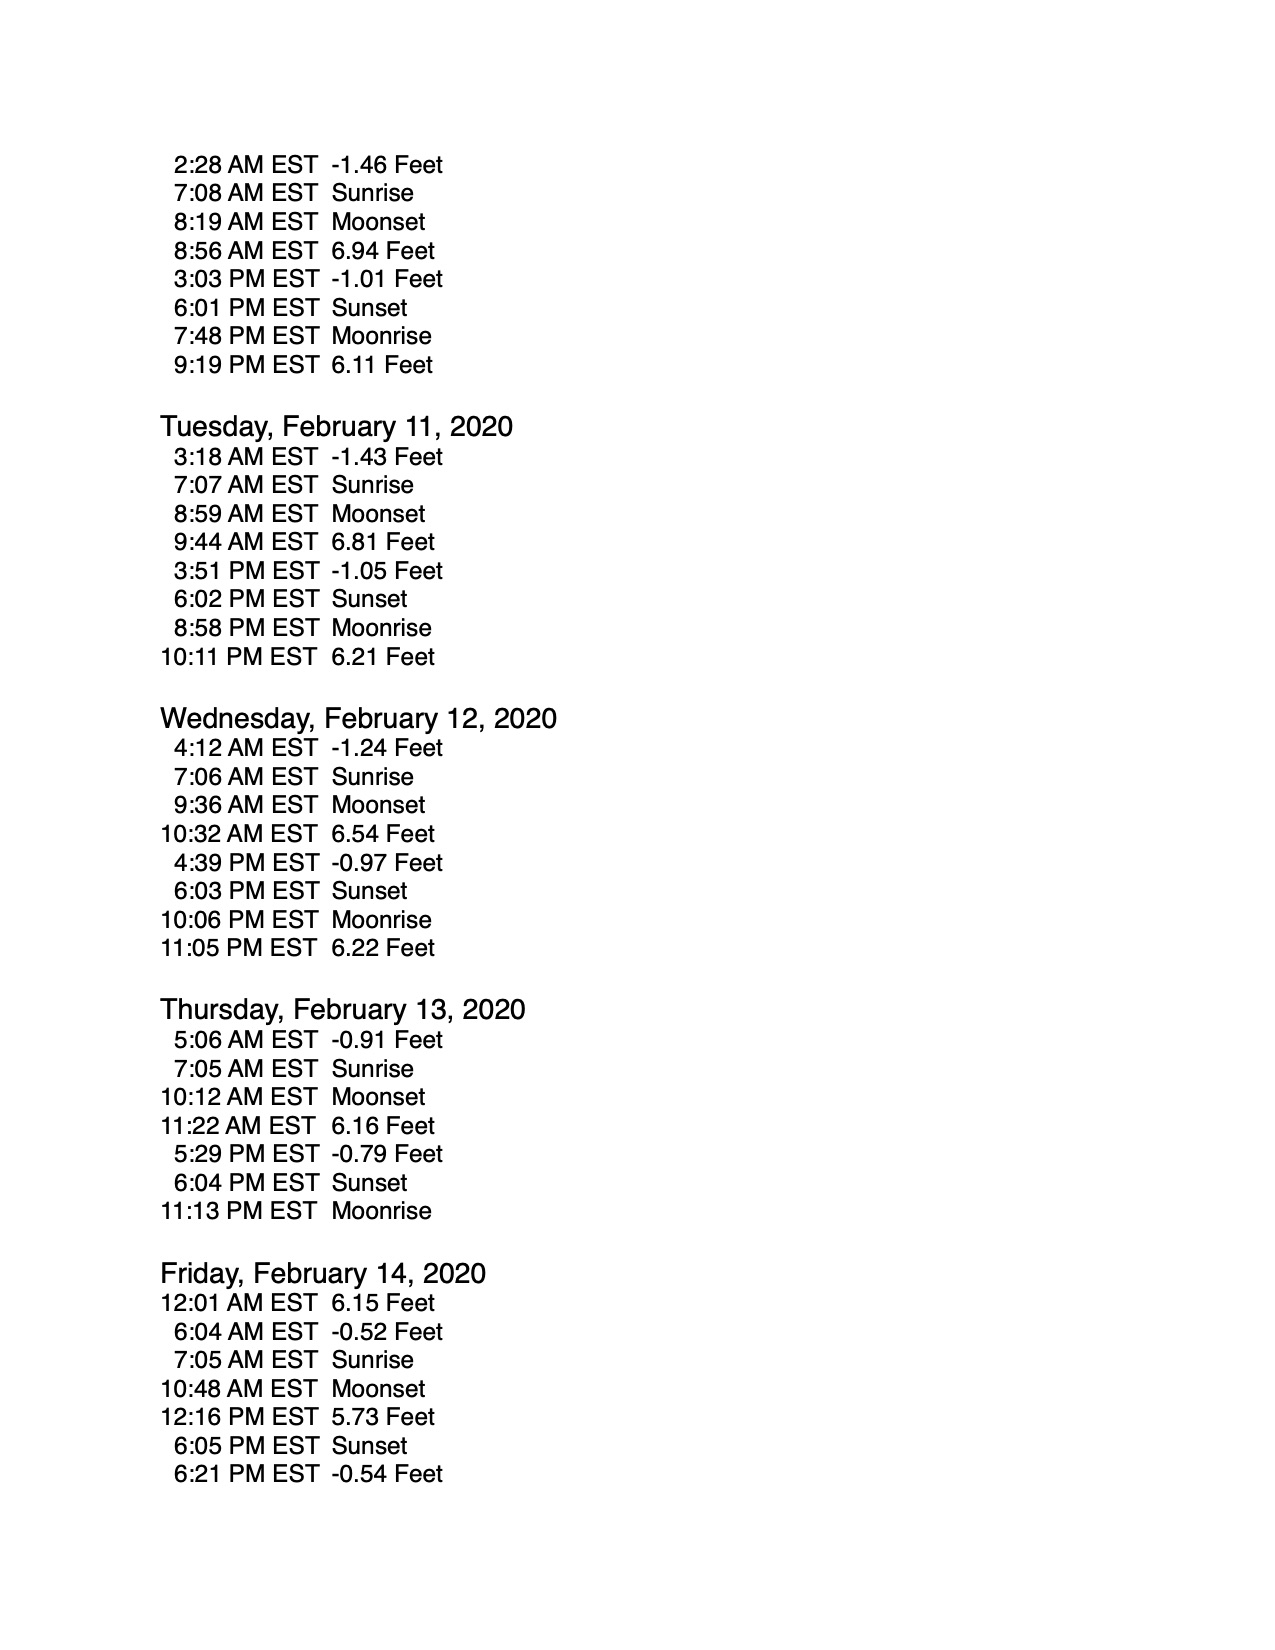 2:28 AM EST -1.46 Feet
7:08 AM EST Sunrise
8:19 AM EST Moonset
8:56 AM EST 6.94 Feet
3:03 PM EST -1.01 Feet
6:01 PM EST Sunset
7:48 PM EST Moonrise
9:19 PM EST 6.11 Feet
Tuesday, February 11, 2020
3:18 AM EST -1.43 Feet
7:07 AM EST Sunrise
8:59 AM EST Moonset
9:44 AM EST 6.81 Feet
3:51 PM EST -1.05 Feet
6:02 PM EST Sunset
8:58 PM EST Moonrise
10:11 PM EST 6.21 Feet
Wednesday, February 12, 2020
4:12 AM EST -1.24 Feet
7:06 AM EST Sunrise
9:36 AM EST Moonset
10:32 AM EST 6.54 Feet
4:39 PM EST -0.97 Feet
6:03 PM EST Sunset
10:06 PM EST Moonrise
11:05 PM EST 6.22 Feet
Thursday, February 13, 2020
5:06 AM EST -0.91 Feet
7:05 AM EST Sunrise
10:12 AM EST Moonset
11:22 AM EST 6.16 Feet
5:29 PM EST -0.79 Feet
6:04 PM EST Sunset
11:13 PM EST Moonrise
Friday, February 14, 2020
12:01 AM EST 6.15 Feet
6:04 AM EST -0.52 Feet
7:05 AM EST Sunrise
10:48 AM EST Moonset
12:16 PM EST 5.73 Feet
6:05 PM EST Sunset
6:21 PM EST -0.54 Feet